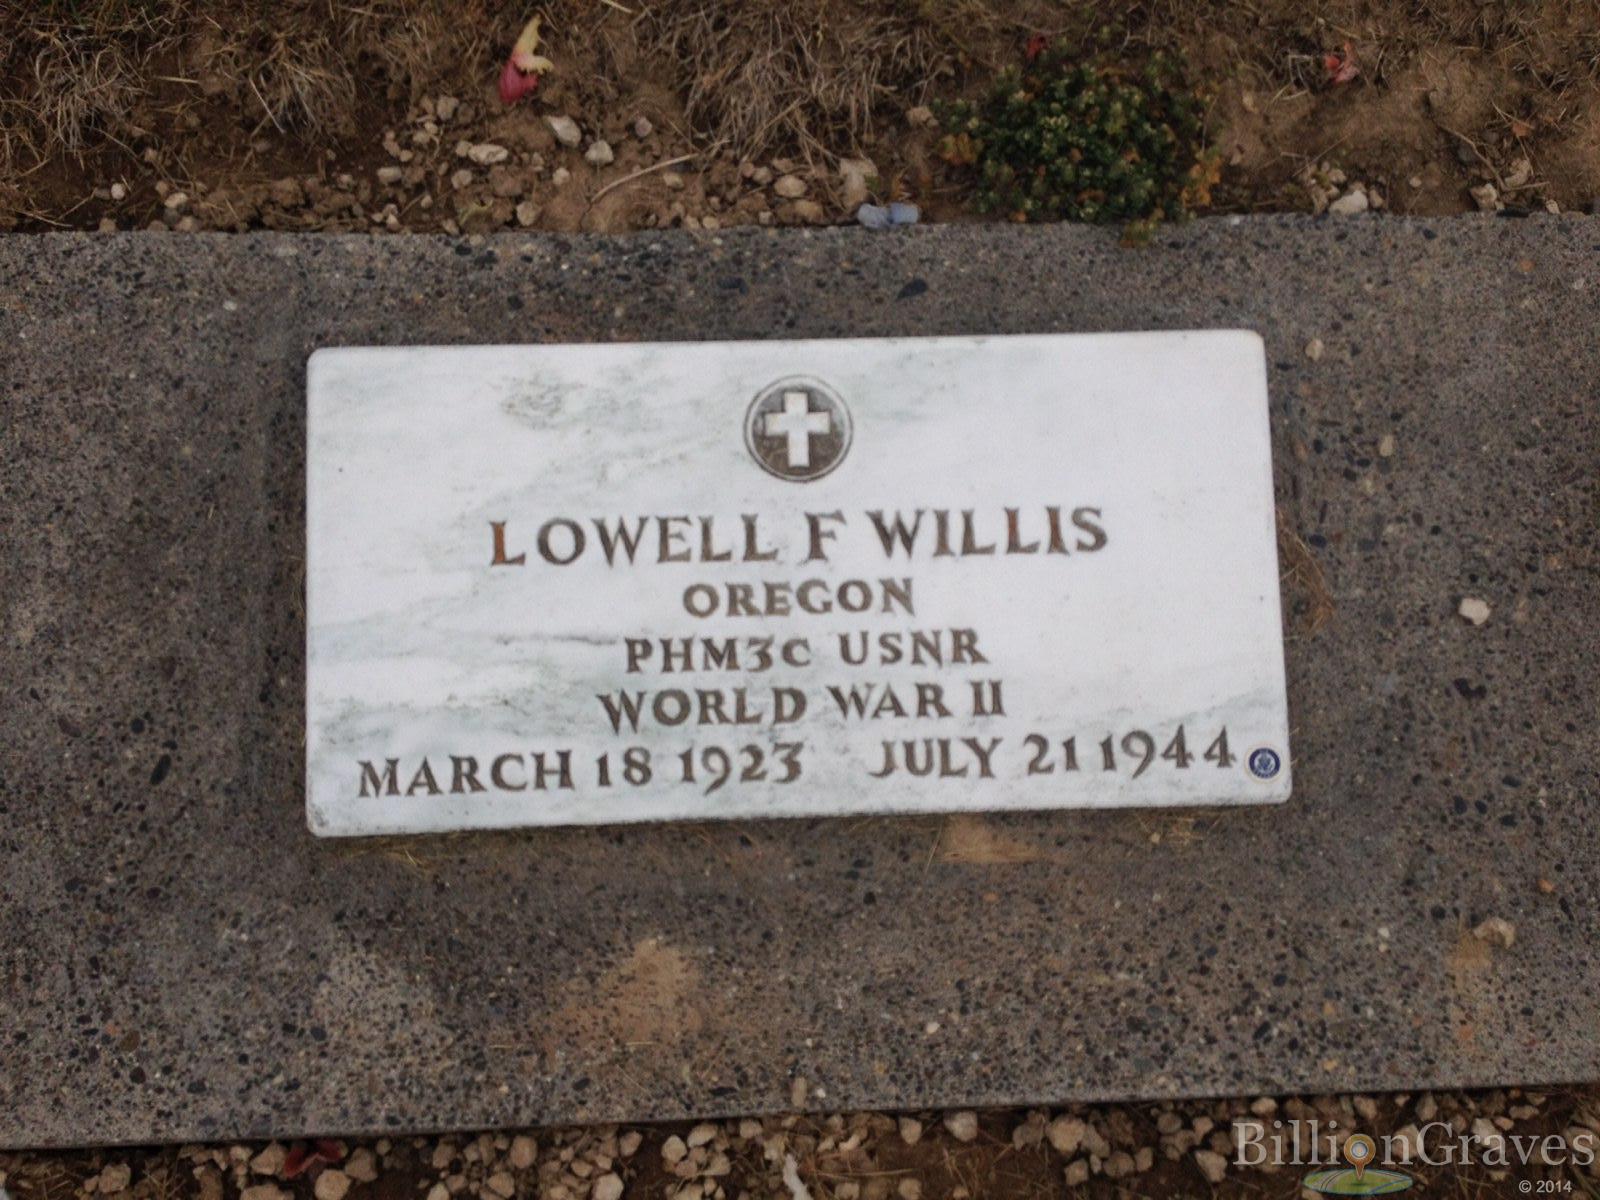 LOWELL F WILLIS
OREGON
PHM3C USNR
WORLD WAR II
MARCH 18 1923 JULY 21 1944
BillionGraves
© 2014